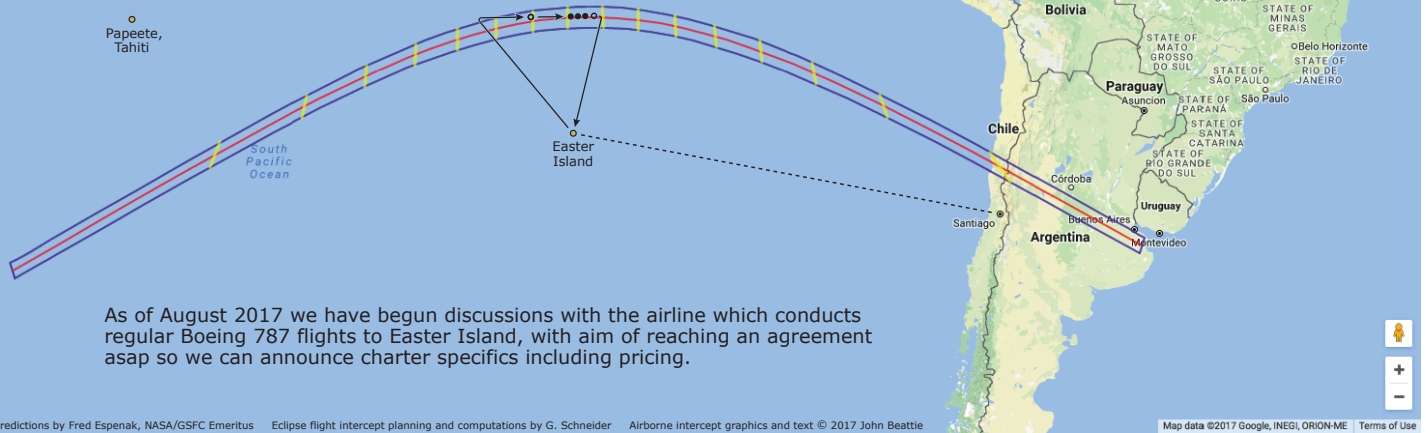 Papeete,
Tahiti
South
Pacific
Ocean
Easter
Island
Bolivia
STATE OF
MINAS
GERAIS
STATE OF
MATO
GROSSO
DO SUL
Belo Horizonte
STATE OF
SÃO PAULO
STATE OF
RIO DE
JANEIRO
Paraguay
Asuncion
São Paulo
STATE OF
PARANÁ
Chile
STATE OF
SANTA
CATARINA
STATE OF
RIO GRANDE
DO SUL
Córdoba
Uruguay
Santiago
Buenos Aires
Argentina
Montevideo
As of August 2017 we have begun discussions with the airline which conducts
regular Boeing 787 flights to Easter Island, with aim of reaching an agreement
asap so we can announce charter specifics including pricing.
redictions by Fred Espenak, NASA/GSFC Emeritus Eclipse flight intercept planning and computations by G. Schneider Airborne intercept graphics and text © 2017 John Beattie
Map data ©2017 Google, INEGI, ORION-ME Terms of Use